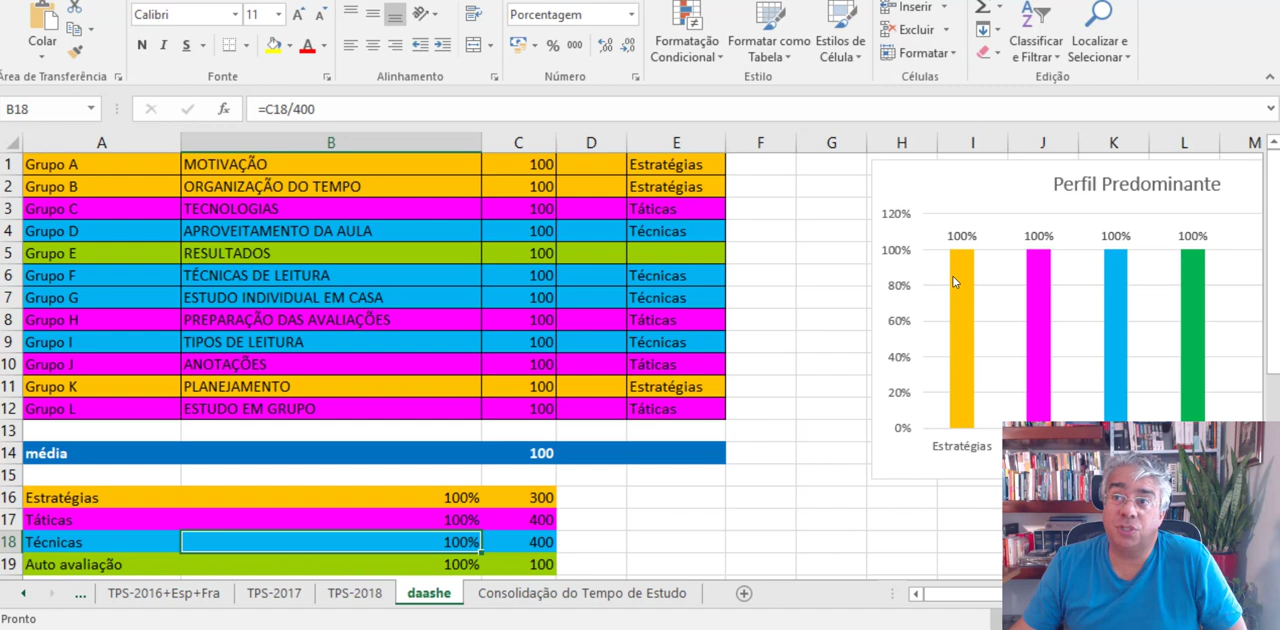 Colar
Área de Transferência
Calibri 11
N I S
Fonte
Alinhamento
Porcentagem
% 000
Número
Formatação Condicional
Formatar como Tabela
Estilos de Célula
Estilo
Inserir
Excluir
Formatar
Células
Classificar e Filtrar
Localizar e Selecionar
Edição
B18 fx =C18/400
A B C D E F G H I J K L M
1 Grupo A MOTIVAÇÃO 100 Estratégias
2 Grupo B ORGANIZAÇÃO DO TEMPO 100 Estratégias
3 Grupo C TECNOLOGIAS 100 Táticas
4 Grupo D APROVEITAMENTO DA AULA 100 Técnicas
5 Grupo E RESULTADOS 100
6 Grupo F TÉCNICAS DE LEITURA 100 Técnicas
7 Grupo G ESTUDO INDIVIDUAL EM CASA 100 Técnicas
8 Grupo H PREPARAÇÃO DAS AVALIAÇÕES 100 Táticas
9 Grupo I TIPOS DE LEITURA 100 Técnicas
10 Grupo J ANOTAÇÕES 100 Táticas
11 Grupo K PLANEJAMENTO 100 Estratégias
12 Grupo L ESTUDO EM GRUPO 100 Táticas
13
14 média 100
15
16 Estratégias 100% 300
17 Táticas 100% 400
18 Técnicas 100% 400
19 Auto avaliação 100% 100
Perfil Predominante
120%
100% 100% 100% 100%
100%
80%
60%
40%
20%
0%
Estratégias
... TPS-2016+Esp+Fra TPS-2017 TPS-2018 daashe Consolidação do Tempo de Estudo
Pronto